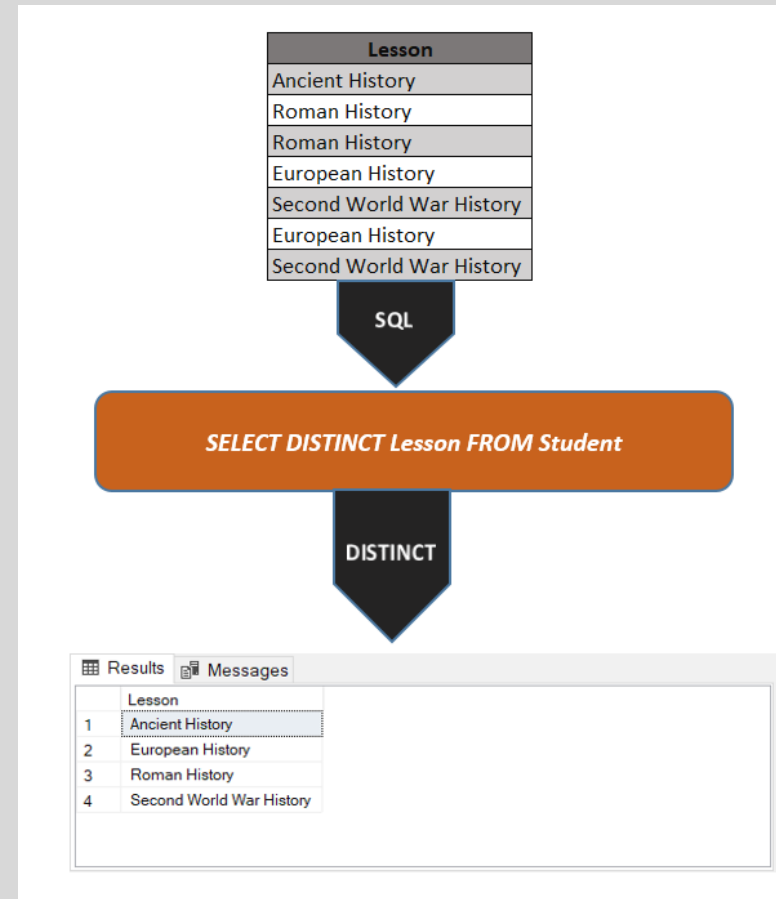 Lesson
Ancient History
Roman History
Roman History
European History
Second World War History
European History
Second World War History
SQL
SELECT DISTINCT Lesson FROM Student
DISTINCT
Results Messages
Lesson
1 Ancient History
2 European History
3 Roman History
4 Second World War History